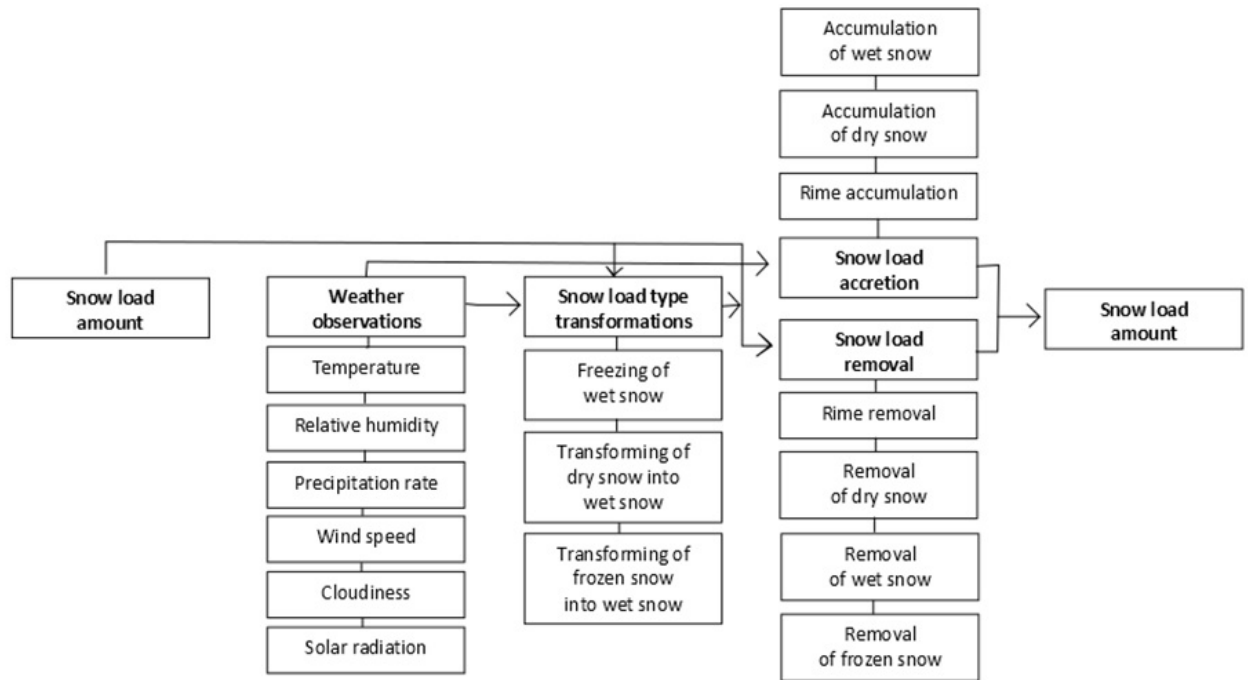 Snow load
amount
Weather
observations
Temperature
Relative humidity
Precipitation rate
Wind speed
Cloudiness
Solar radiation
Snow load type
transformations
Freezing of
wet snow
Transforming of
dry snow into
wet snow
Transforming of
frozen snow
into wet snow
Accumulation
of wet snow
Accumulation
of dry snow
Rime accumulation
Snow load
accretion
Snow load
removal
Rime removal
Removal
of dry snow
Removal
of wet snow
Removal
of frozen snow
Snow load
amount